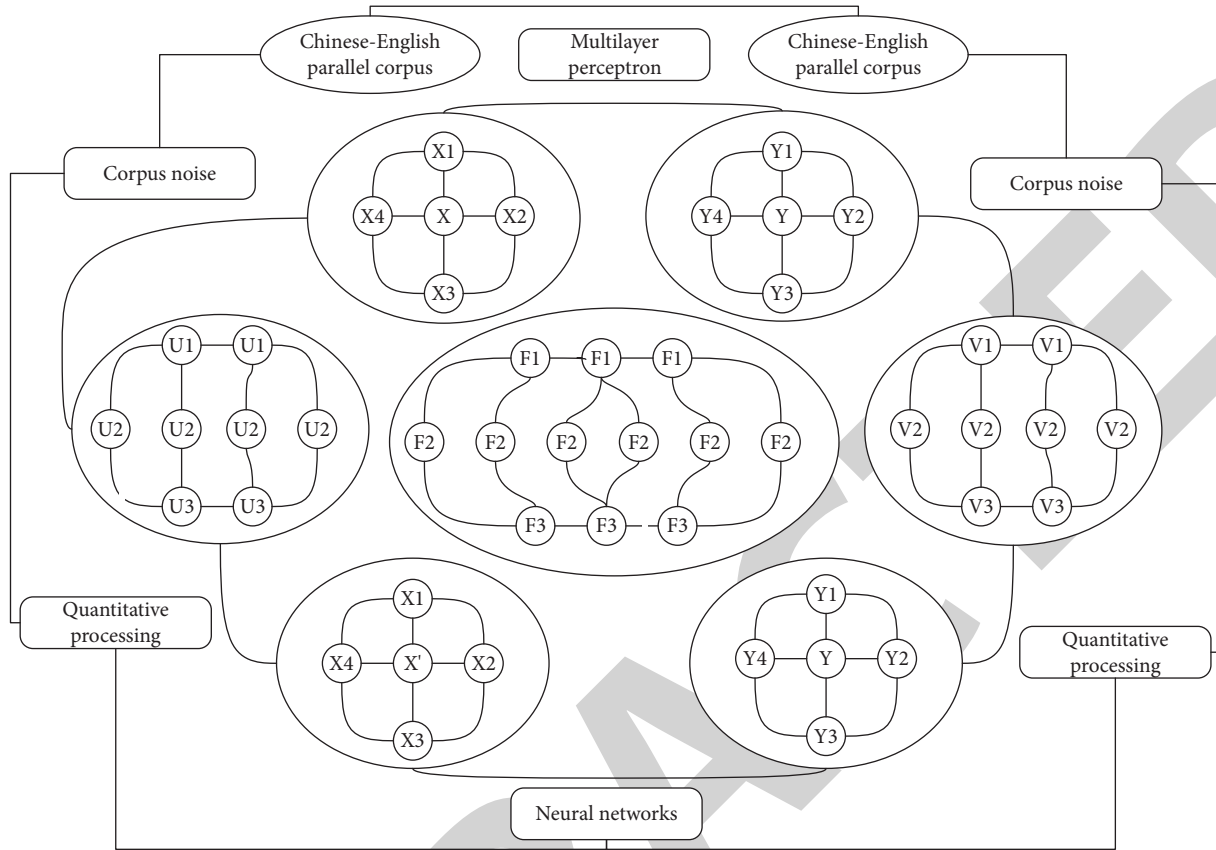 Chinese-English
parallel corpus
Multilayer
perceptron
Chinese-English
parallel corpus
Corpus noise
Corpus noise
X1
X4 X X2
X3
Y1
Y4 Y Y2
Y3
U1 U1
U2 U2 U2 U2
U3 U3
F1 F1 F1
F2 F2 F2 F2 F2 F2
F3 F3 F3
V1 V1
V2 V2 V2 V2
V3 V3
Quantitative
processing
X1
X4 X' X2
X3
Y1
Y4 Y Y2
Y3
Quantitative
processing
Neural networks